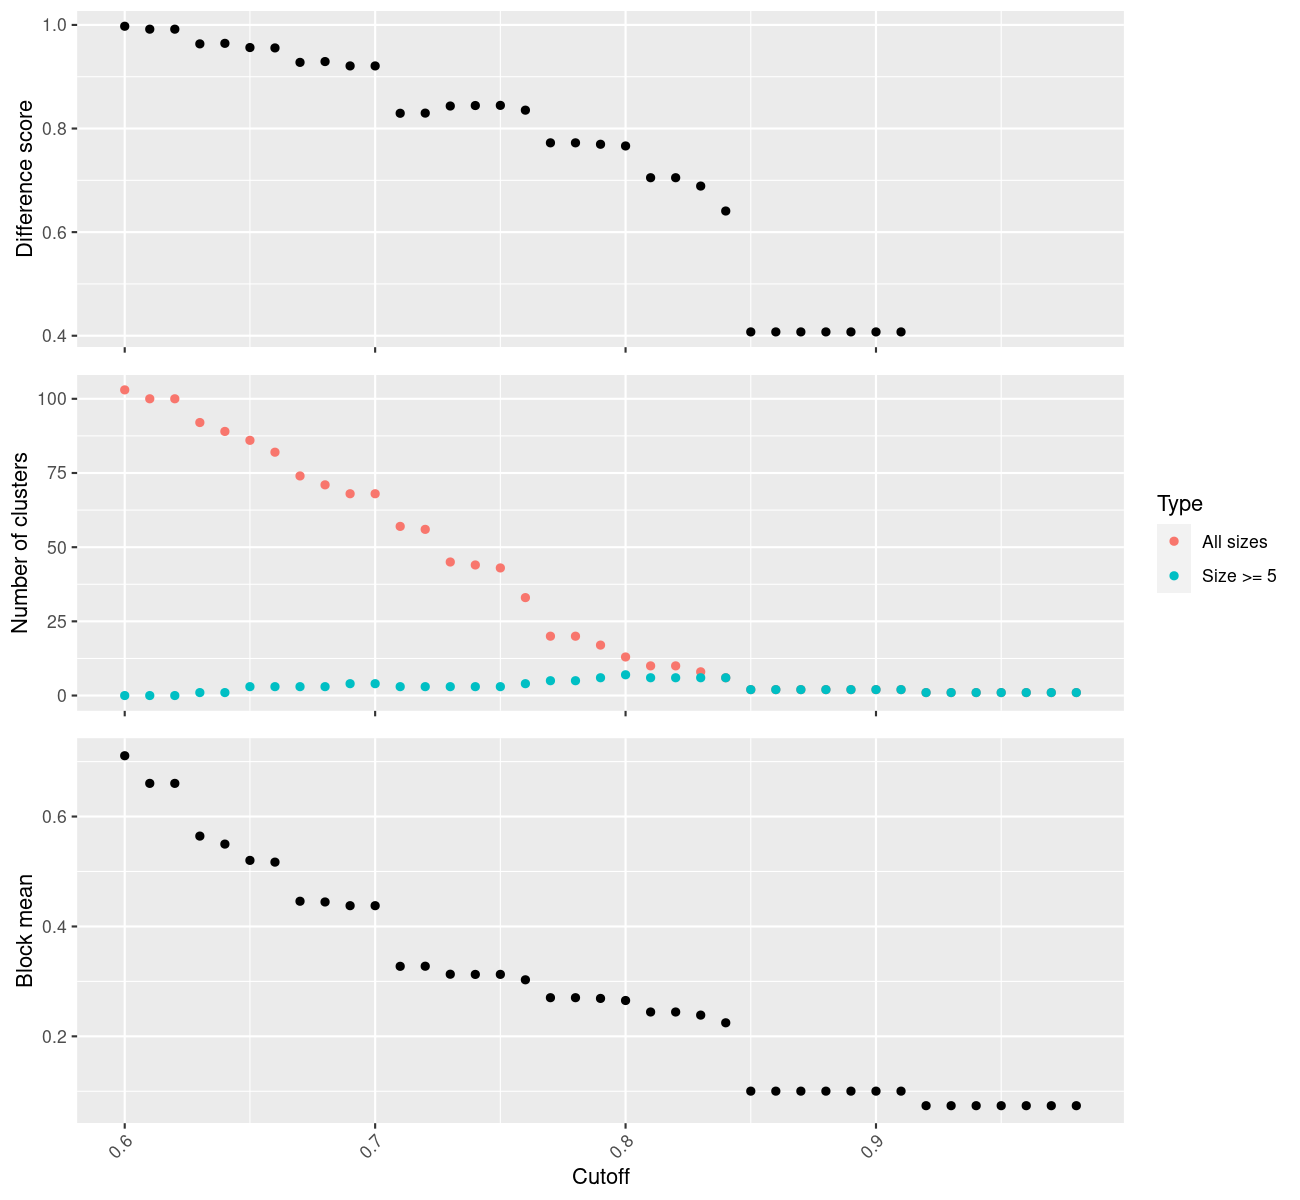 1.0
0.8
0.6
0.4
Difference score
100
75
50
25
0
Number of clusters
Type
All sizes
Size >= 5
0.6
0.4
0.2
Block mean
0.6
0.7
0.8
0.9
Cutoff